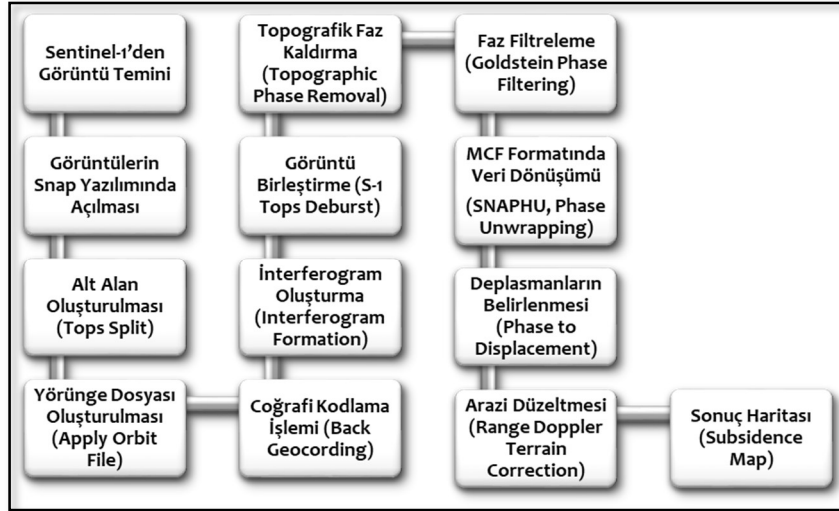 Sentinel-1’den
Görüntü Temini
Görüntülerin
Snap Yazılımında
Açılması
Alt Alan
Oluşturulması
(Tops Split)
Yörünge Dosyası
Oluşturulması
(Apply Orbit
File)
Coğrafi Kodlama
İşlemi (Back
Geocording)
İnterferogram
Oluşturma
(Interferogram
Formation)
Görüntü
Birleştirme (S-1
Tops Deburst)
Topografik Faz
Kaldırma
(Topographic
Phase Removal)
Faz Filtreleme
(Goldstein Phase
Filtering)
MCF Formatında
Veri Dönüşümü
(SNAPHU, Phase
Unwrapping)
Deplasmanların
Belirlenmesi
(Phase to
Displacement)
Arazi Düzeltmesi
(Range Doppler
Terrain
Correction)
Sonuç Haritası
(Subsidence
Map)